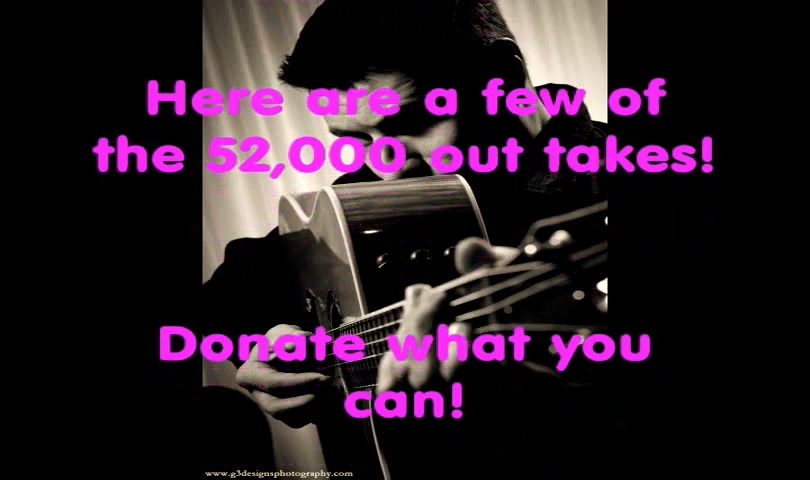 Here are a few of
the 52,000 out takes!
Donate what you
can!
www.g3designsphotography.com